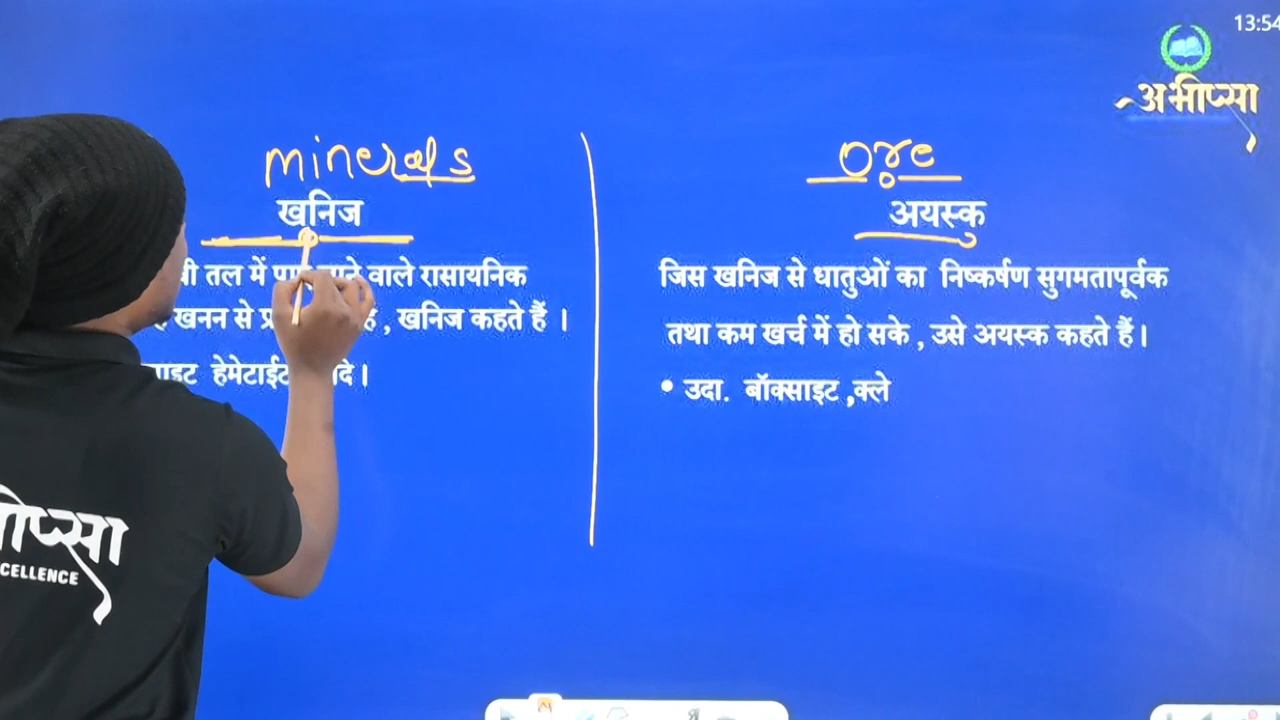 13:54
अभीप्सा
minerals
खनिज
तल में वाले रासायनिक
खनन से , खनिज कहते हैं ।
हेमेटाईट
ore
अयस्क
जिस खनिज से धातुओं का निष्कर्षण सुगमतापूर्वक
तथा कम खर्च में हो सके , उसे अयस्क कहते हैं।
• उदा. बॉक्साइट ,क्ले